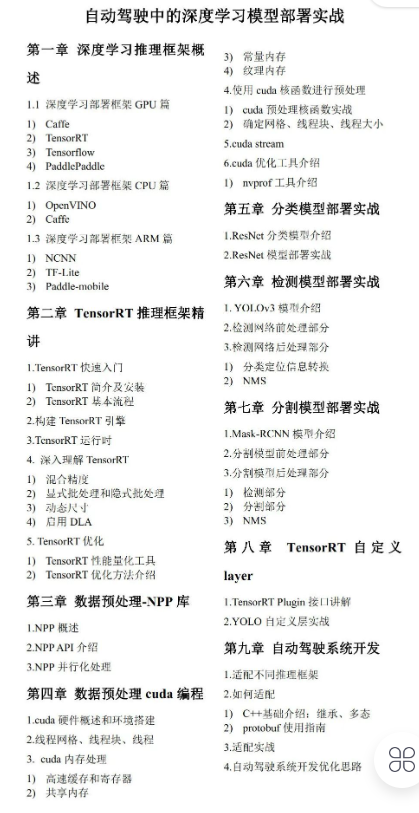 自动驾驶中的深度学习模型部署实战
第一章 深度学习推理框架概
述
1.1 深度学习部署框架 GPU 篇
1) Caffe
2) TensorRT
3) Tensorflow
4) PaddlePaddle
1.2 深度学习部署框架 CPU 篇
1) OpenVINO
2) Caffe
1.3 深度学习部署框架 ARM 篇
1) NCNN
2) TF-Lite
3) Paddle-mobile
第二章 TensorRT 推理框架精
讲
1.TensorRT 快速入门
1) TensorRT 简介及安装
2) TensorRT 基本流程
2.构建 TensorRT 引擎
3.TensorRT 运行时
4. 深入理解 TensorRT
1) 混合精度
2) 显式批处理和隐式批处理
3) 动态尺寸
4) 启用 DLA
5. TensorRT 优化
1) TensorRT 性能量化工具
2) TensorRT 优化方法介绍
第三章 数据预处理-NPP 库
1.NPP 概述
2.NPP API 介绍
3.NPP 并行化处理
第四章 数据预处理 cuda 编程
1.cuda 硬件概述和环境搭建
2.线程网格、线程块、线程
3. cuda 内存处理
1) 高速缓存和寄存器
2) 共享内存
3) 常量内存
4) 纹理内存
4.使用 cuda 核函数进行预处理
1) cuda 预处理核函数实战
2) 确定网格、线程块、线程大小
5.cuda stream
6.cuda 优化工具介绍
1) nvprof 工具介绍
第五章 分类模型部署实战
1.ResNet 分类模型介绍
2.ResNet 模型部署实战
第六章 检测模型部署实战
1. YOLOv3 模型介绍
2.检测网络前处理部分
3.检测网络后处理部分
1) 分类定位信息转换
2) NMS
第七章 分割模型部署实战
1.Mask-RCNN 模型介绍
2.分割模型前处理部分
3.分割模型后处理部分
1) 检测部分
2) 分割部分
3) NMS
第 八 章 TensorRT 自 定 义
layer
1.TensorRT Plugin 接口讲解
2.YOLO 自定义层实战
第九章 自动驾驶系统开发
1.适配不同推理框架
2.如何适配
1) C++基础介绍：继承、多态
2) protobuf 使用指南
3.适配实战
4.自动驾驶系统开发优化思路